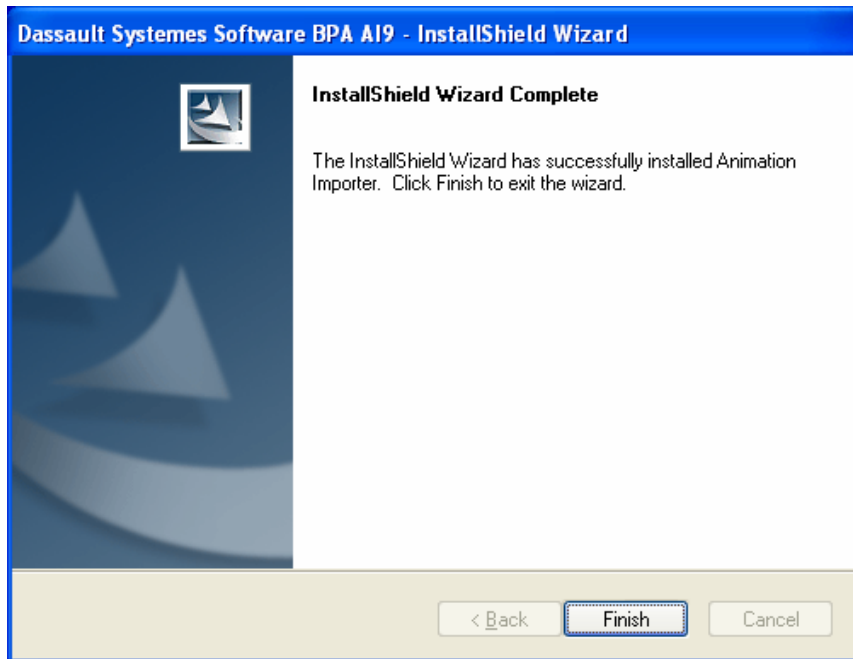 Dassault Systemes Software BPA AI9 - InstallShield Wizard
InstallShield Wizard Complete
The InstallShield Wizard has successfully installed Animation
Importer. Click Finish to exit the wizard.
< Back
Finish
Cancel